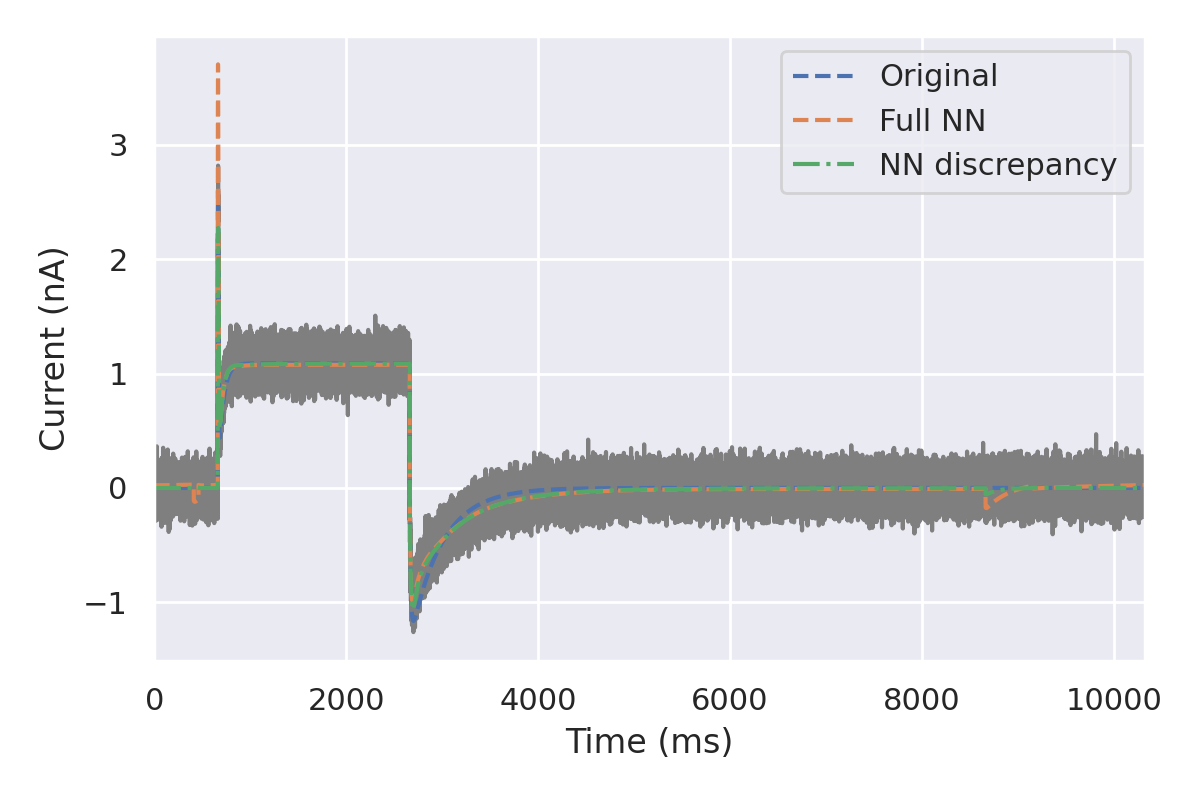 Original
Full NN
NN discrepancy
3
2
1
0
−1
Current (nA)
0 2000 4000 6000 8000 10000
Time (ms)